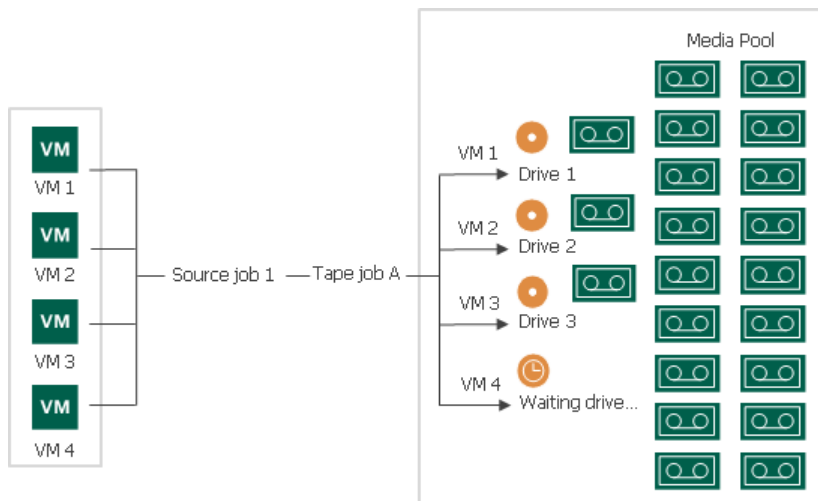 Media Pool
VM
VM 1
VM
VM 2
VM
VM 3
VM
VM 4
Source job 1
Tape job A
VM 1
Drive 1
VM 2
Drive 2
VM 3
Drive 3
VM 4
Waiting drive...